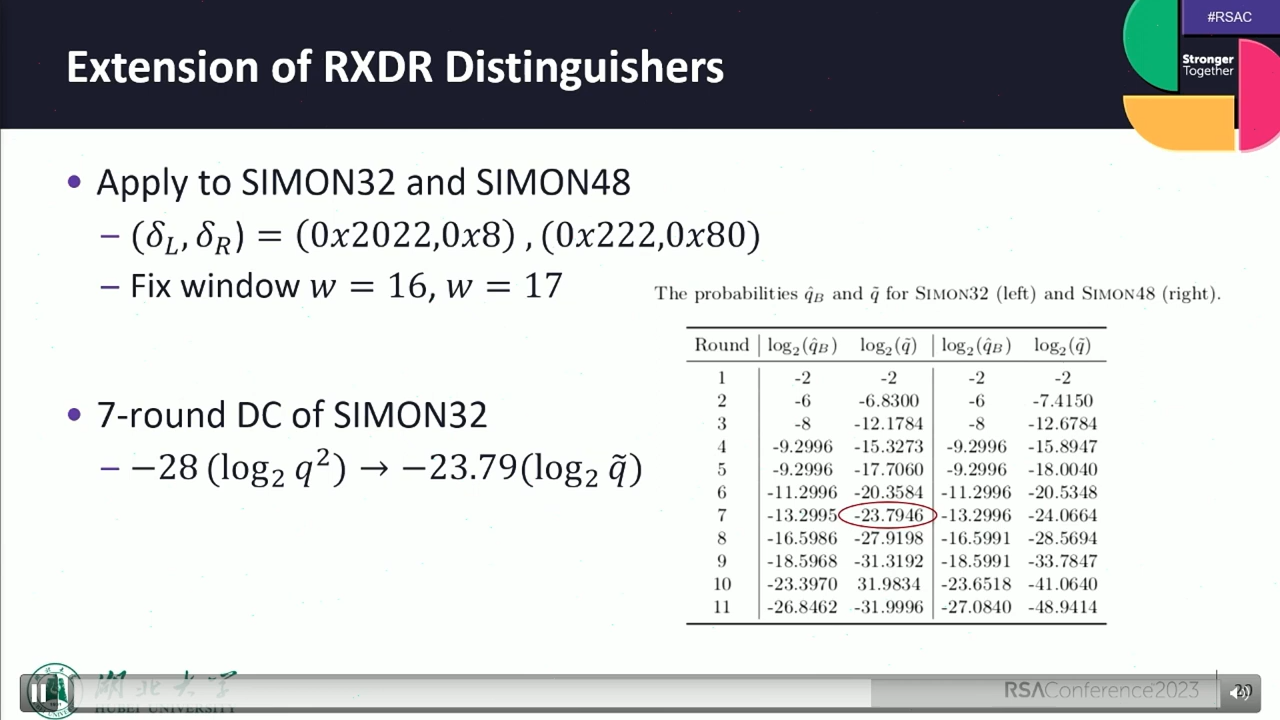 #RSAC
Stronger
Together
Extension of RXDR Distinguishers
• Apply to SIMON32 and SIMON48
– (δ_L, δ_R) = (0x2022,0x8) , (0x222,0x80)
– Fix window w = 16, w = 17
• 7-round DC of SIMON32
– −28 (log₂ q²) → −23.79(log₂ q̃)
The probabilities q̂_B and q̃ for SIMON32 (left) and SIMON48 (right).
Round log₂(q̂_B) log₂(q̃) log₂(q̂_B) log₂(q̃)
1 -2 -2 -2 -2
2 -6 -6.8300 -6 -7.4150
3 -8 -12.1784 -8 -12.6784
4 -9.2996 -15.3273 -9.2996 -15.8947
5 -9.2996 -17.7060 -9.2996 -18.0040
6 -11.2996 -20.3584 -11.2996 -20.5348
7 -13.2995 -23.7946 -13.2996 -24.0664
8 -16.5986 -27.9198 -16.5991 -28.5694
9 -18.5968 -31.3192 -18.5991 -33.7847
10 -23.3970 31.9834 -23.6518 -41.0640
11 -26.8462 -31.9996 -27.0840 -48.9414
湖北大学
HUBEI UNIVERSITY
RSAConference2023
20